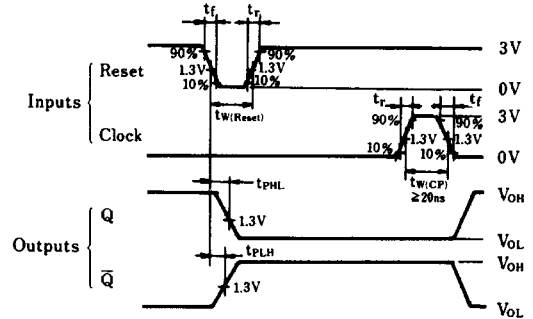 tf tr
90% 90% 3V
Reset 1.3V 1.3V
10% 10% 0V
Inputs tW(Reset) tr tf 3V
90% 90%
Clock 1.3V 1.3V
10% 10% 0V
tW(CP)
≥20ns
tPHL VOH
Q 1.3V
VOL
Outputs tPLH VOH
Q̅ 1.3V
VOL